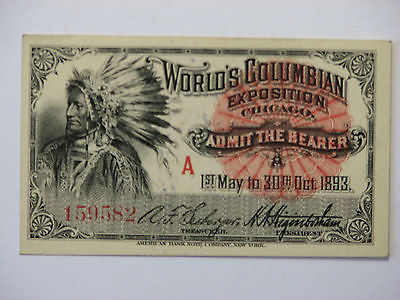 WORLD'S COLUMBIAN
EXPOSITION
CHICAGO.
ADMIT THE BEARER
A
1ST May to 30TH Oct. 1893.
159582
TREASURER. PRESIDENT
AMERICAN BANK NOTE COMPANY, NEW YORK.